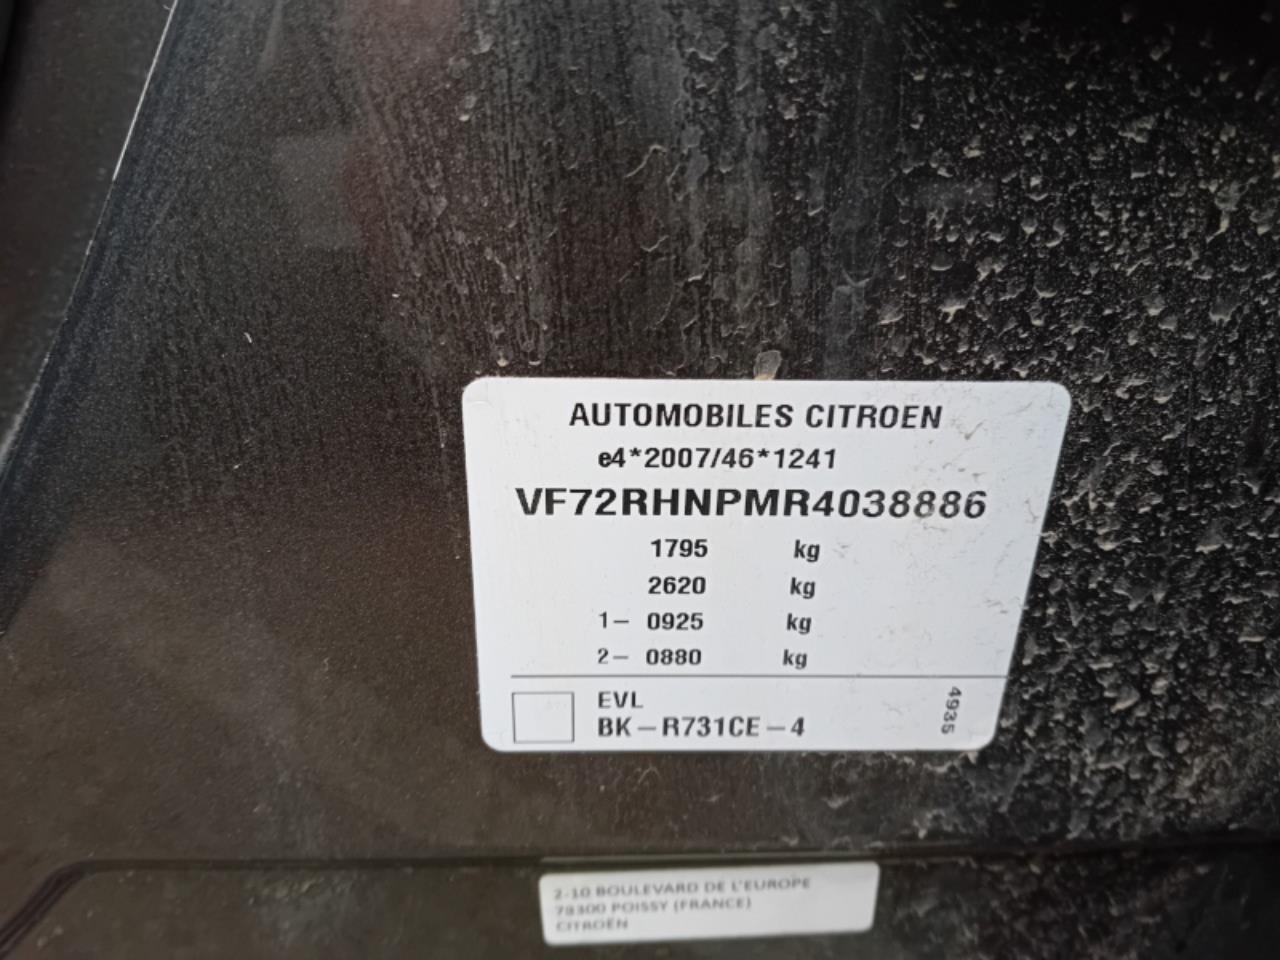 AUTOMOBILES CITROEN
e4*2007/46*1241
VF72RHNPMR4038886
1795 kg
2620 kg
1– 0925 kg
2– 0880 kg
EVL
BK–R731CE–4
4935
2-10 BOULEVARD DE L'EUROPE
78300 POISSY (FRANCE)
CITROËN